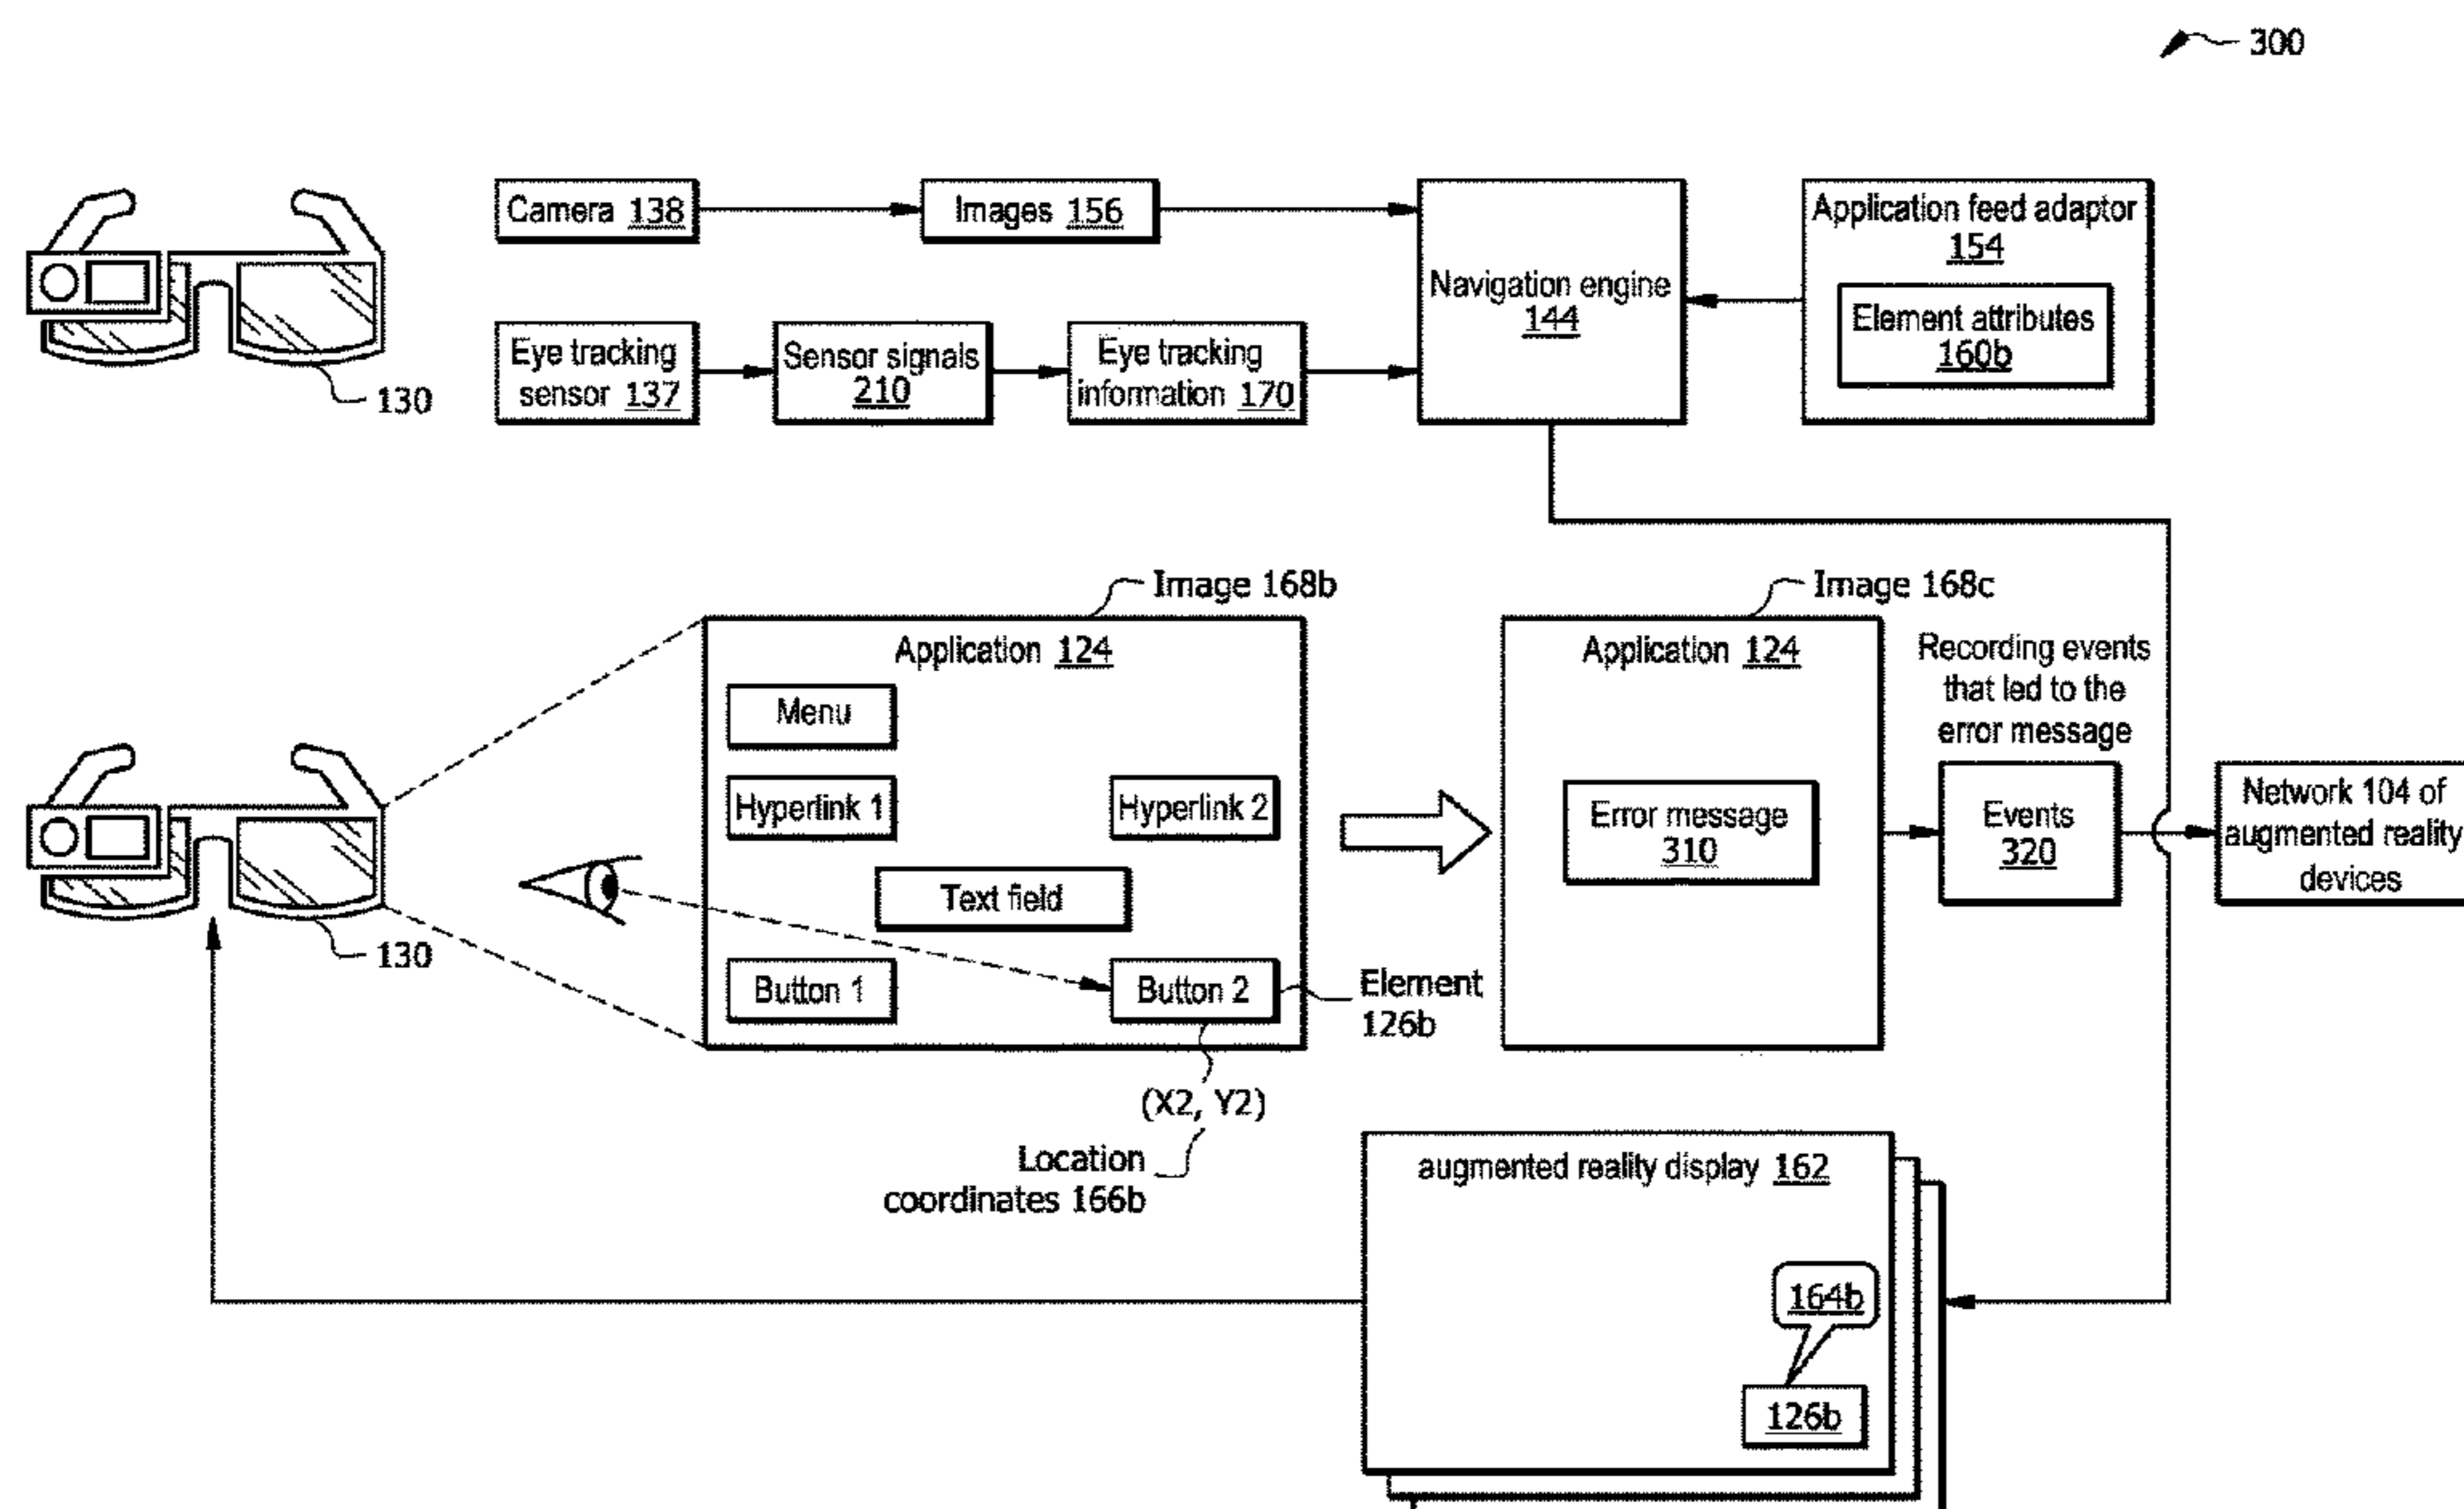 300
Camera 138
Images 156
Navigation engine
144
Application feed adaptor
154
Element attributes
160b
Eye tracking
sensor 137
Sensor signals
210
Eye tracking
information 170
130
Image 168b
Application 124
Menu
Hyperlink 1
Hyperlink 2
Text field
Button 1
Button 2
Element
126b
(X2, Y2)
Location
coordinates 166b
130
Image 168c
Application 124
Error message
310
Recording events
that led to the
error message
Events
320
Network 104 of
augmented reality
devices
augmented reality display 162
164b
126b